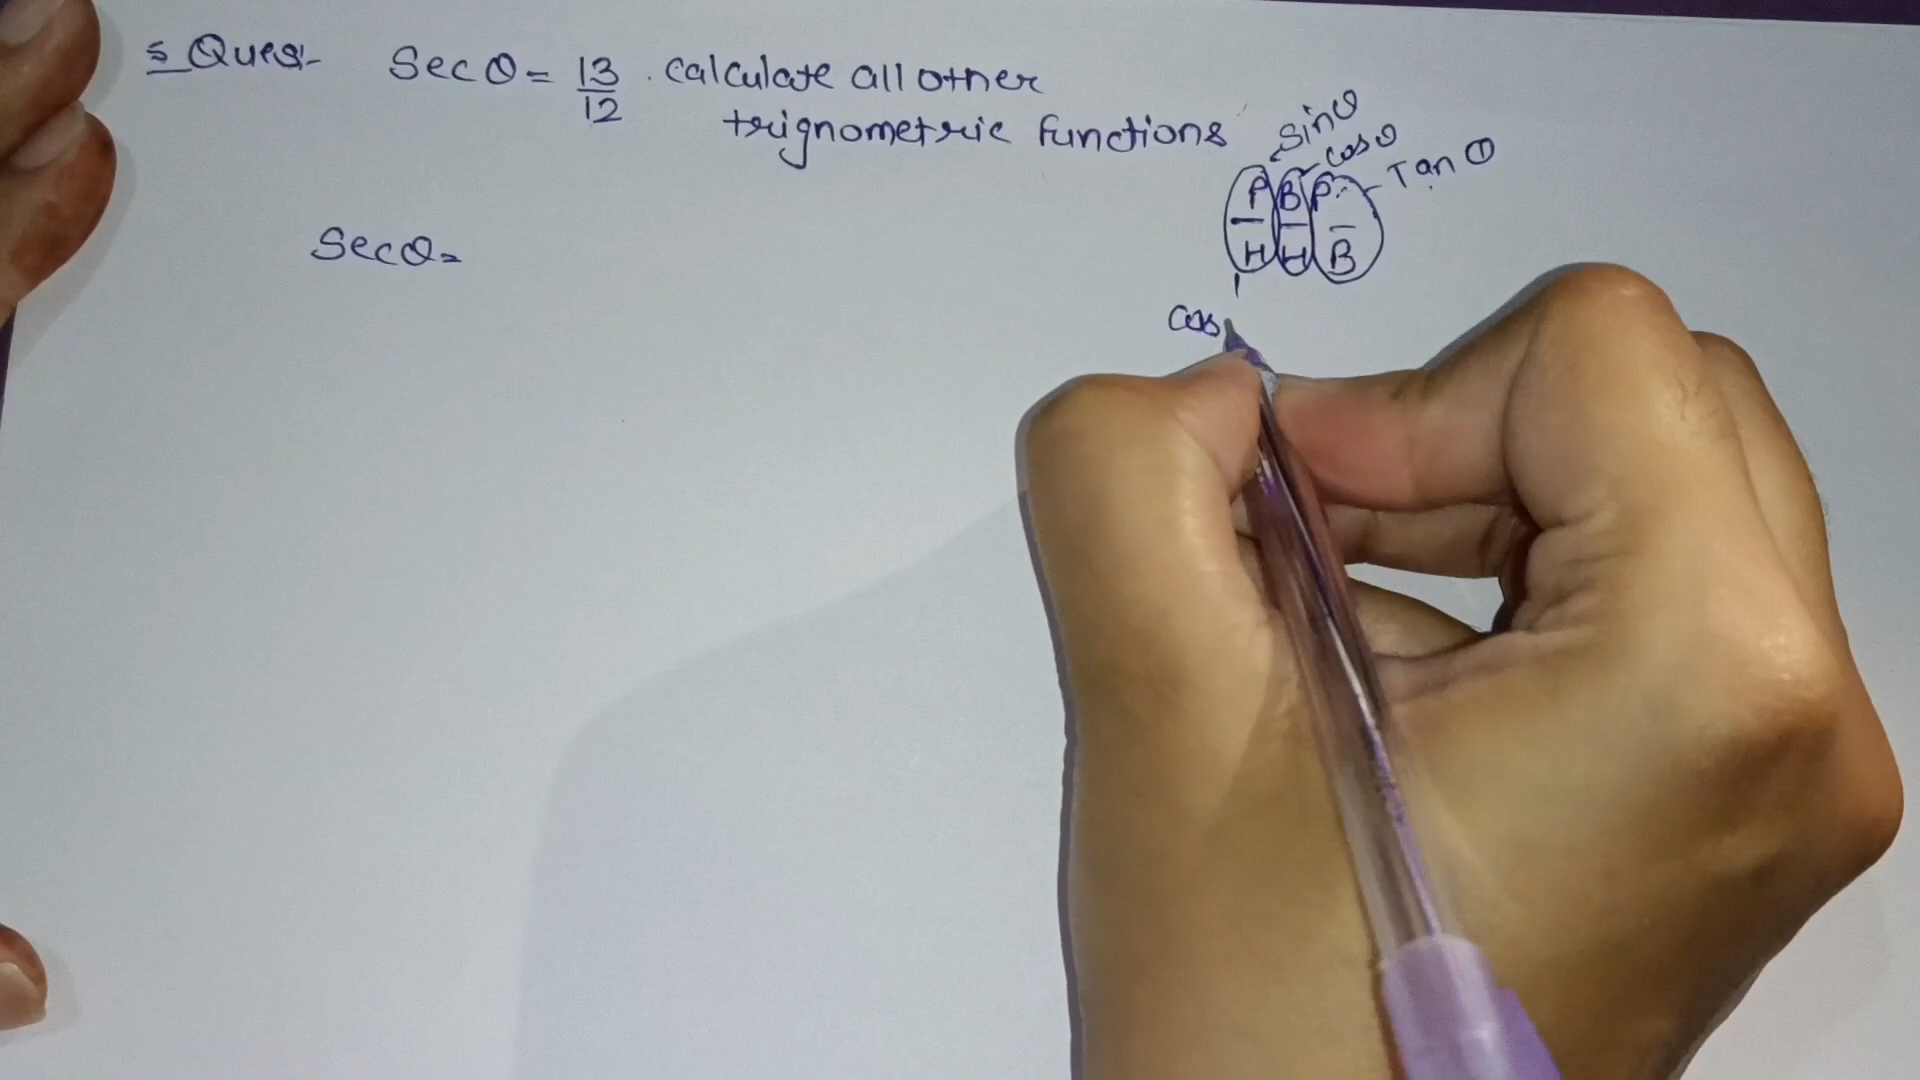 5 Ques:- Sec θ = 13/12 . calculate all other
trignometric functions
Sin θ
cos θ
Tan θ
P B P
H H B
Sec θ =
cos